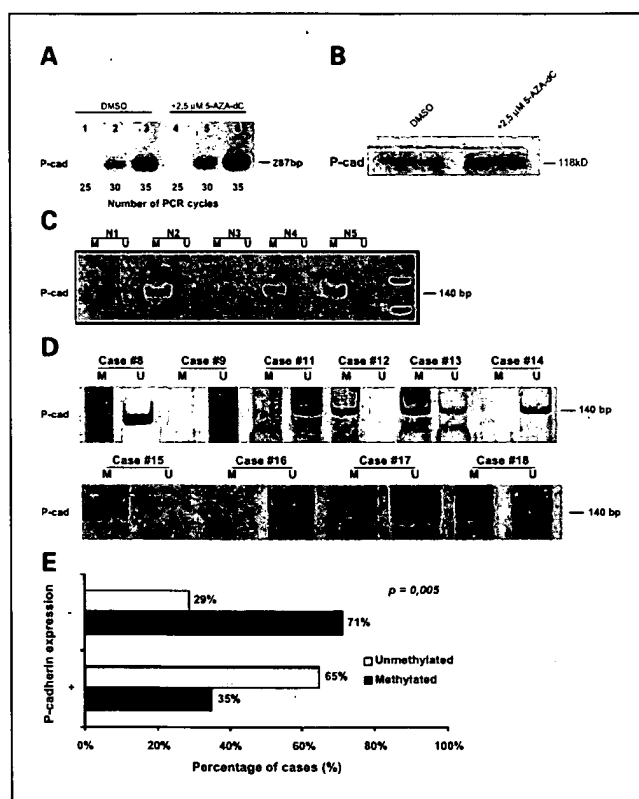 A
DMSO
+2,5 µM 5-AZA-dC
1 2 3 4 5 6
P-cad
287bp
25 30 35 25 30 35
Number of PCR cycles
B
DMSO
+2,5 µM 5-AZA-dC
P-cad
118kD
C
N1 N2 N3 N4 N5
M U M U M U M U M U
P-cad
140 bp
D
Case #8 Case #9 Case #11 Case #12 Case #13 Case #14
M U M U M U M U M U M U
P-cad
140 bp
Case #15 Case #16 Case #17 Case #18
M U M U M U M U
P-cad
140 bp
E
P-cadherin expression
-
+
29%
71%
65%
35%
p = 0,005
Unmethylated
Methylated
0% 20% 40% 60% 80% 100%
Percentage of cases (%)